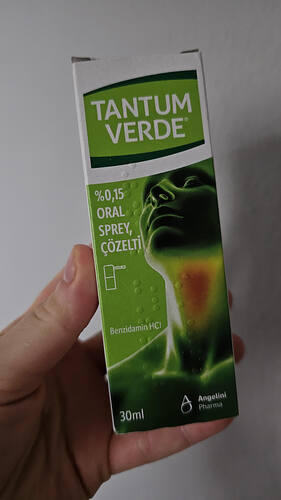 TANTUM
VERDE®
%0,15
ORAL
SPREY,
ÇÖZELTİ
Benzidamin HCl
30ml
Angelini
Pharma